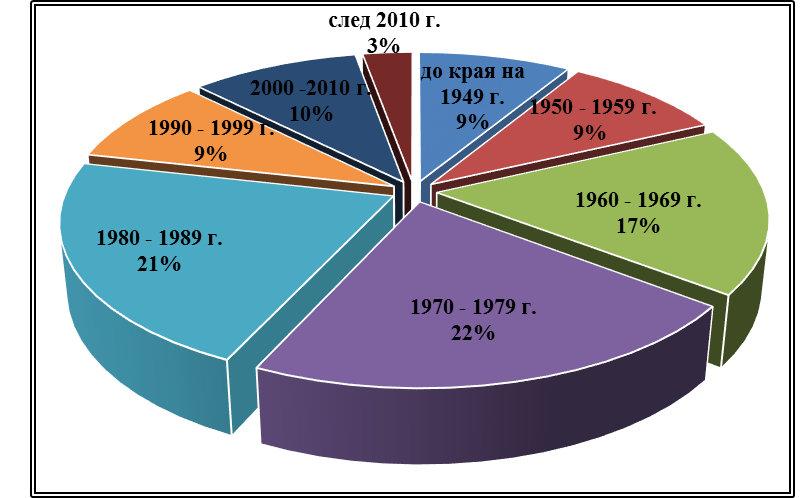 след 2010 г.
3%
до края на
1949 г.
9%
1950 - 1959 г.
9%
1960 - 1969 г.
17%
1970 - 1979 г.
22%
1980 - 1989 г.
21%
1990 - 1999 г.
9%
2000 -2010 г.
10%